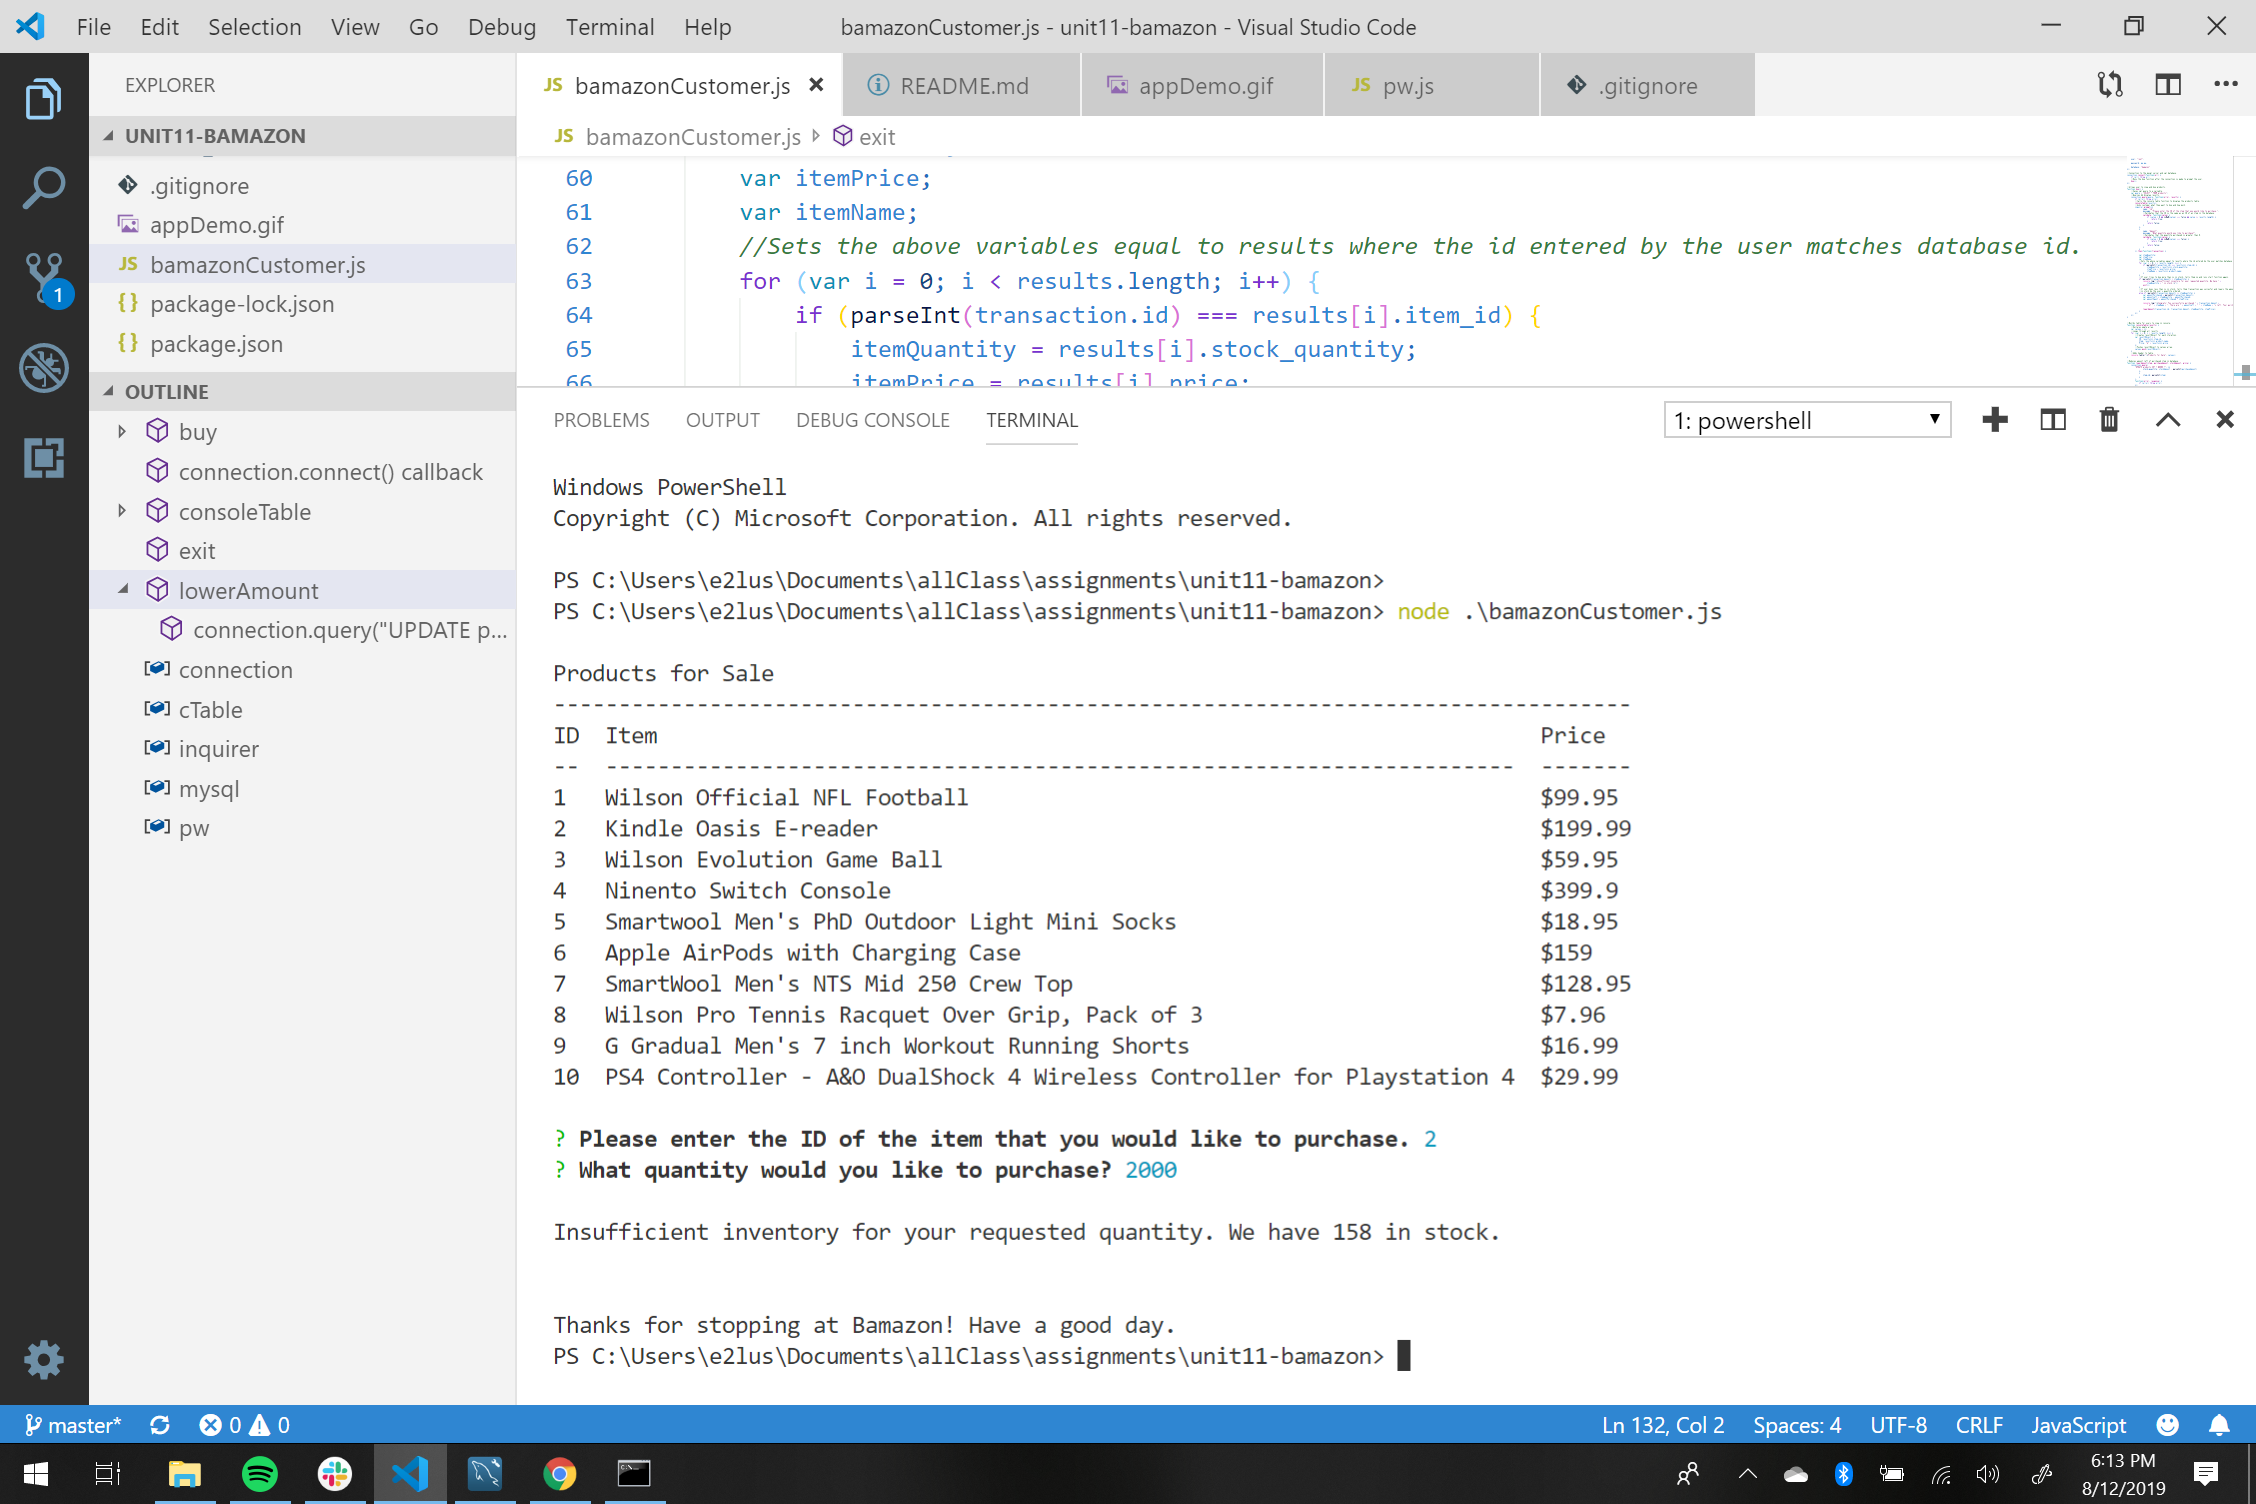 File Edit Selection View Go Debug Terminal Help
bamazonCustomer.js - unit11-bamazon - Visual Studio Code
EXPLORER
UNIT11-BAMAZON
.gitignore
appDemo.gif
JS bamazonCustomer.js
{} package-lock.json
{} package.json
OUTLINE
buy
connection.connect() callback
consoleTable
exit
lowerAmount
connection.query("UPDATE p...
connection
cTable
inquirer
mysql
pw
1
JS bamazonCustomer.js
README.md
appDemo.gif
JS pw.js
.gitignore
JS bamazonCustomer.js exit
60 var itemPrice;
61 var itemName;
62 //Sets the above variables equal to results where the id entered by the user matches database id.
63 for (var i = 0; i < results.length; i++) {
64 if (parseInt(transaction.id) === results[i].item_id) {
65 itemQuantity = results[i].stock_quantity;
66 itemPrice = results[i].price;
PROBLEMS OUTPUT DEBUG CONSOLE TERMINAL
1: powershell
Windows PowerShell
Copyright (C) Microsoft Corporation. All rights reserved.
PS C:\Users\e2lus\Documents\allClass\assignments\unit11-bamazon>
PS C:\Users\e2lus\Documents\allClass\assignments\unit11-bamazon> node .\bamazonCustomer.js
Products for Sale
-----------------------------------------------------------------------------------
ID  Item                                                                    Price
--  ----------------------------------------------------------------------  -------
1   Wilson Official NFL Football                                            $99.95
2   Kindle Oasis E-reader                                                   $199.99
3   Wilson Evolution Game Ball                                              $59.95
4   Ninento Switch Console                                                  $399.9
5   Smartwool Men's PhD Outdoor Light Mini Socks                            $18.95
6   Apple AirPods with Charging Case                                        $159
7   SmartWool Men's NTS Mid 250 Crew Top                                    $128.95
8   Wilson Pro Tennis Racquet Over Grip, Pack of 3                          $7.96
9   G Gradual Men's 7 inch Workout Running Shorts                           $16.99
10  PS4 Controller - A&O DualShock 4 Wireless Controller for Playstation 4  $29.99
? Please enter the ID of the item that you would like to purchase. 2
? What quantity would you like to purchase? 2000
Insufficient inventory for your requested quantity. We have 158 in stock.
Thanks for stopping at Bamazon! Have a good day.
PS C:\Users\e2lus\Documents\allClass\assignments\unit11-bamazon>
master* 0 0
Ln 132, Col 2 Spaces: 4 UTF-8 CRLF JavaScript
6:13 PM
8/12/2019